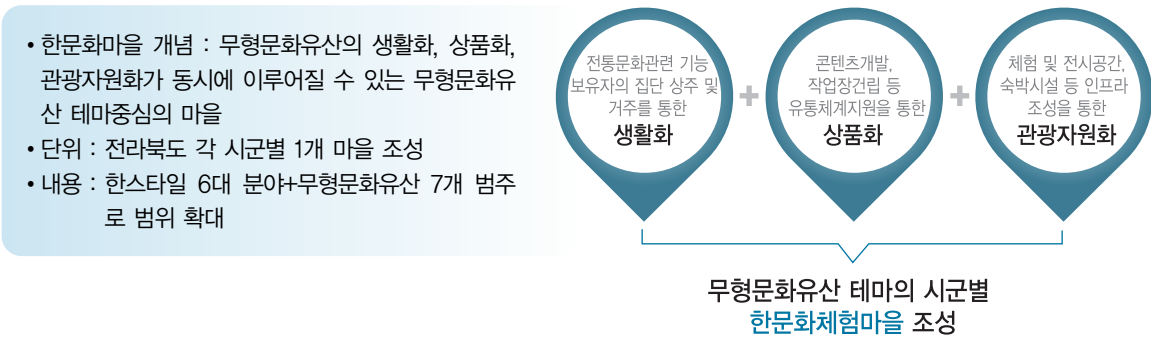 • 한문화마을 개념 : 무형문화유산의 생활화, 상품화,
관광자원화가 동시에 이루어질 수 있는 무형문화유
산 테마중심의 마을
• 단위 : 전라북도 각 시군별 1개 마을 조성
• 내용 : 한스타일 6대 분야+무형문화유산 7개 범주
로 범위 확대
전통문화관련 기능
보유자의 집단 상주 및
거주를 통한
생활화
+
콘텐츠개발,
작업장건립 등
유통체계지원을 통한
상품화
+
체험 및 전시공간,
숙박시설 등 인프라
조성을 통한
관광자원화
무형문화유산 테마의 시군별
한문화체험마을 조성